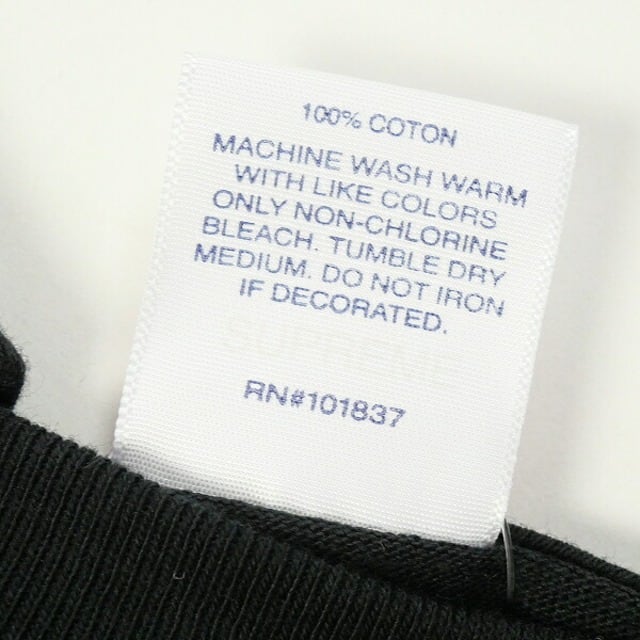 100% COTON
MACHINE WASH WARM
WITH LIKE COLORS
ONLY NON-CHLORINE
BLEACH. TUMBLE DRY
MEDIUM. DO NOT IRON
IF DECORATED.
SUPREME
RN#101837